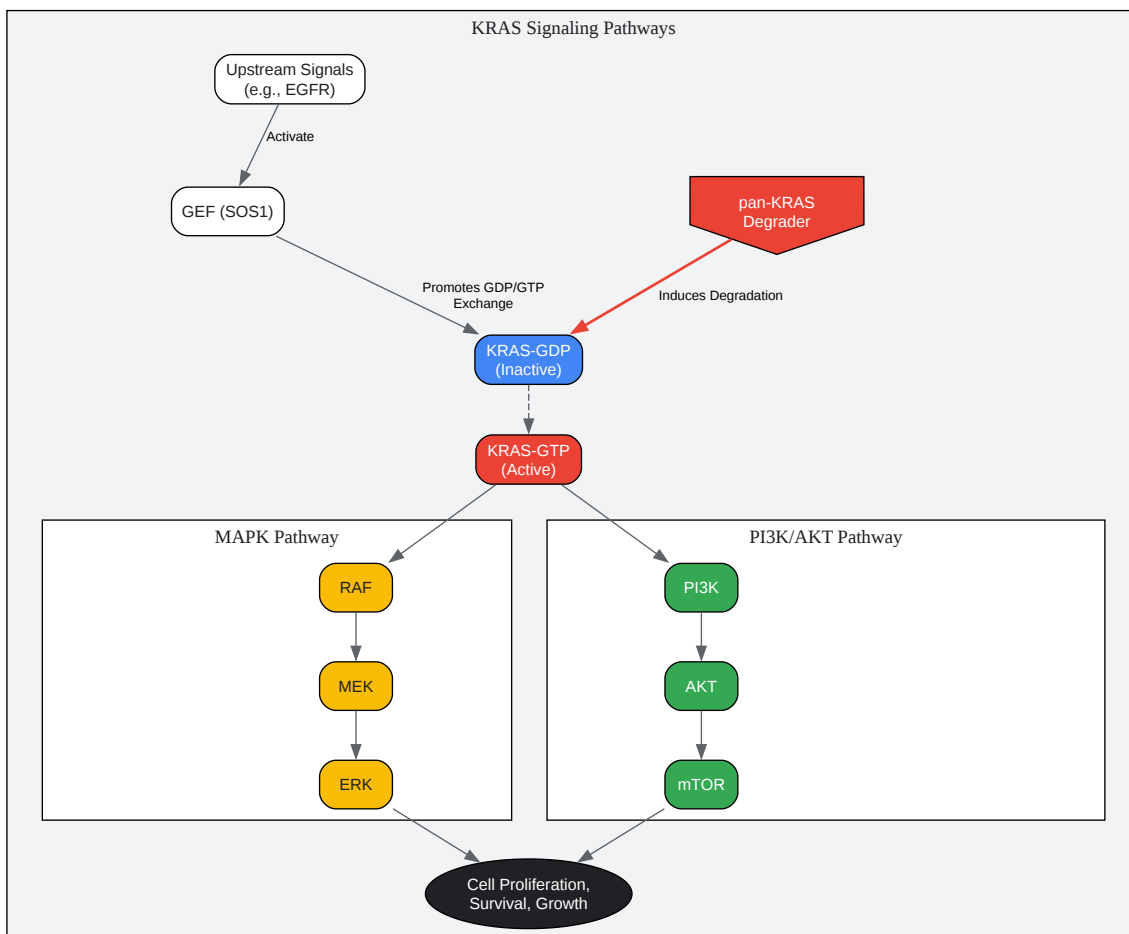 KRAS Signaling Pathways
Upstream Signals
(e.g., EGFR)
Activate
GEF (SOS1)
pan-KRAS
Degrader
Promotes GDP/GTP
Exchange
Induces Degradation
KRAS-GDP
(Inactive)
KRAS-GTP
(Active)
MAPK Pathway
PI3K/AKT Pathway
RAF
PI3K
MEK
AKT
ERK
mTOR
Cell Proliferation,
Survival, Growth